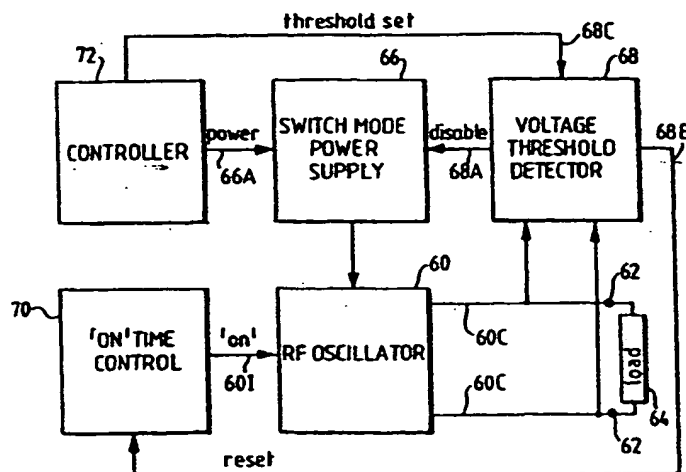 threshold set
68C
72
66
68
CONTROLLER
power
66A
SWITCH MODE
POWER
SUPPLY
disable
68A
VOLTAGE
THRESHOLD
DETECTOR
68B
70
'ON' TIME
CONTROL
'on'
60I
60
RF OSCILLATOR
60C
60C
62
62
load
64
reset